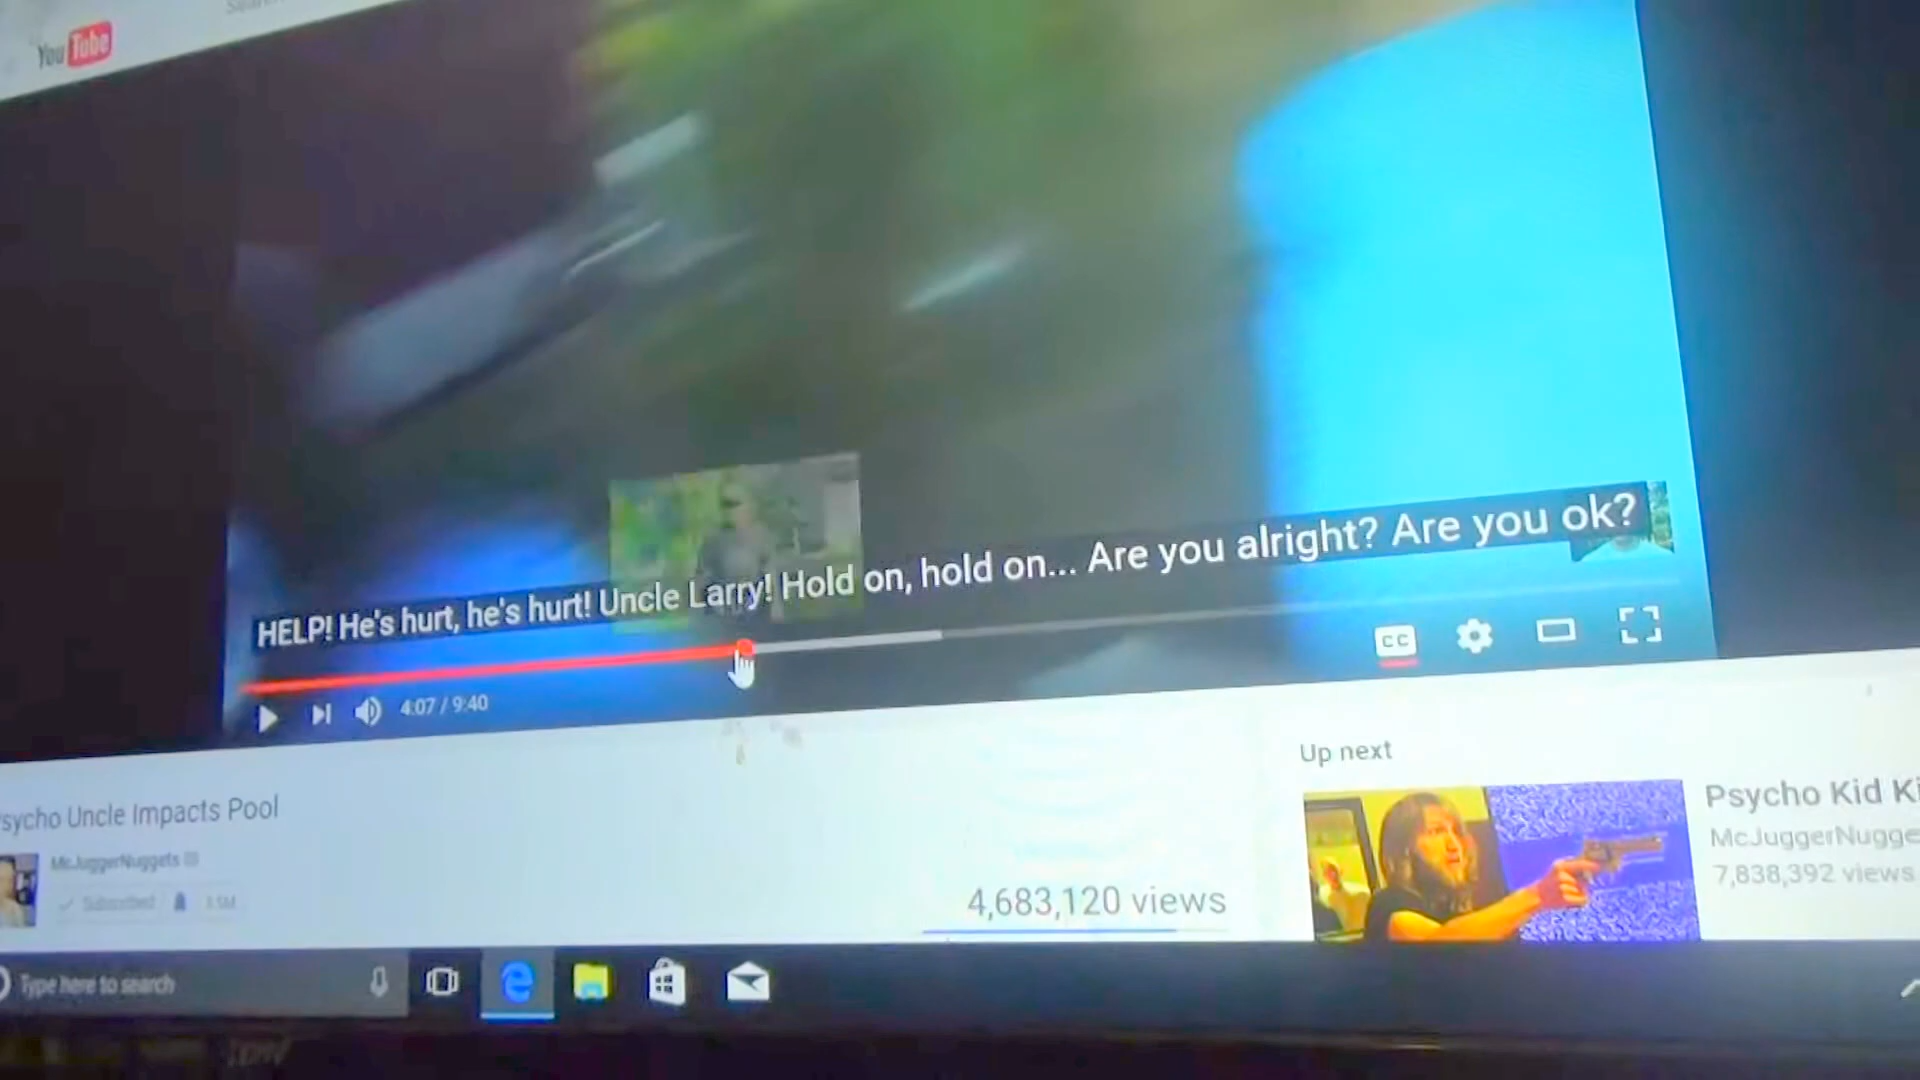 YouTube
HELP! He's hurt, he's hurt! Uncle Larry! Hold on, hold on... Are you alright? Are you ok?
CC
4:07 / 9:40
Up next
sycho Uncle Impacts Pool
McJuggerNuggets
Subscribed
4,683,120 views
Psycho Kid Ki
McJuggerNugge
7,838,392 views
Type here to search